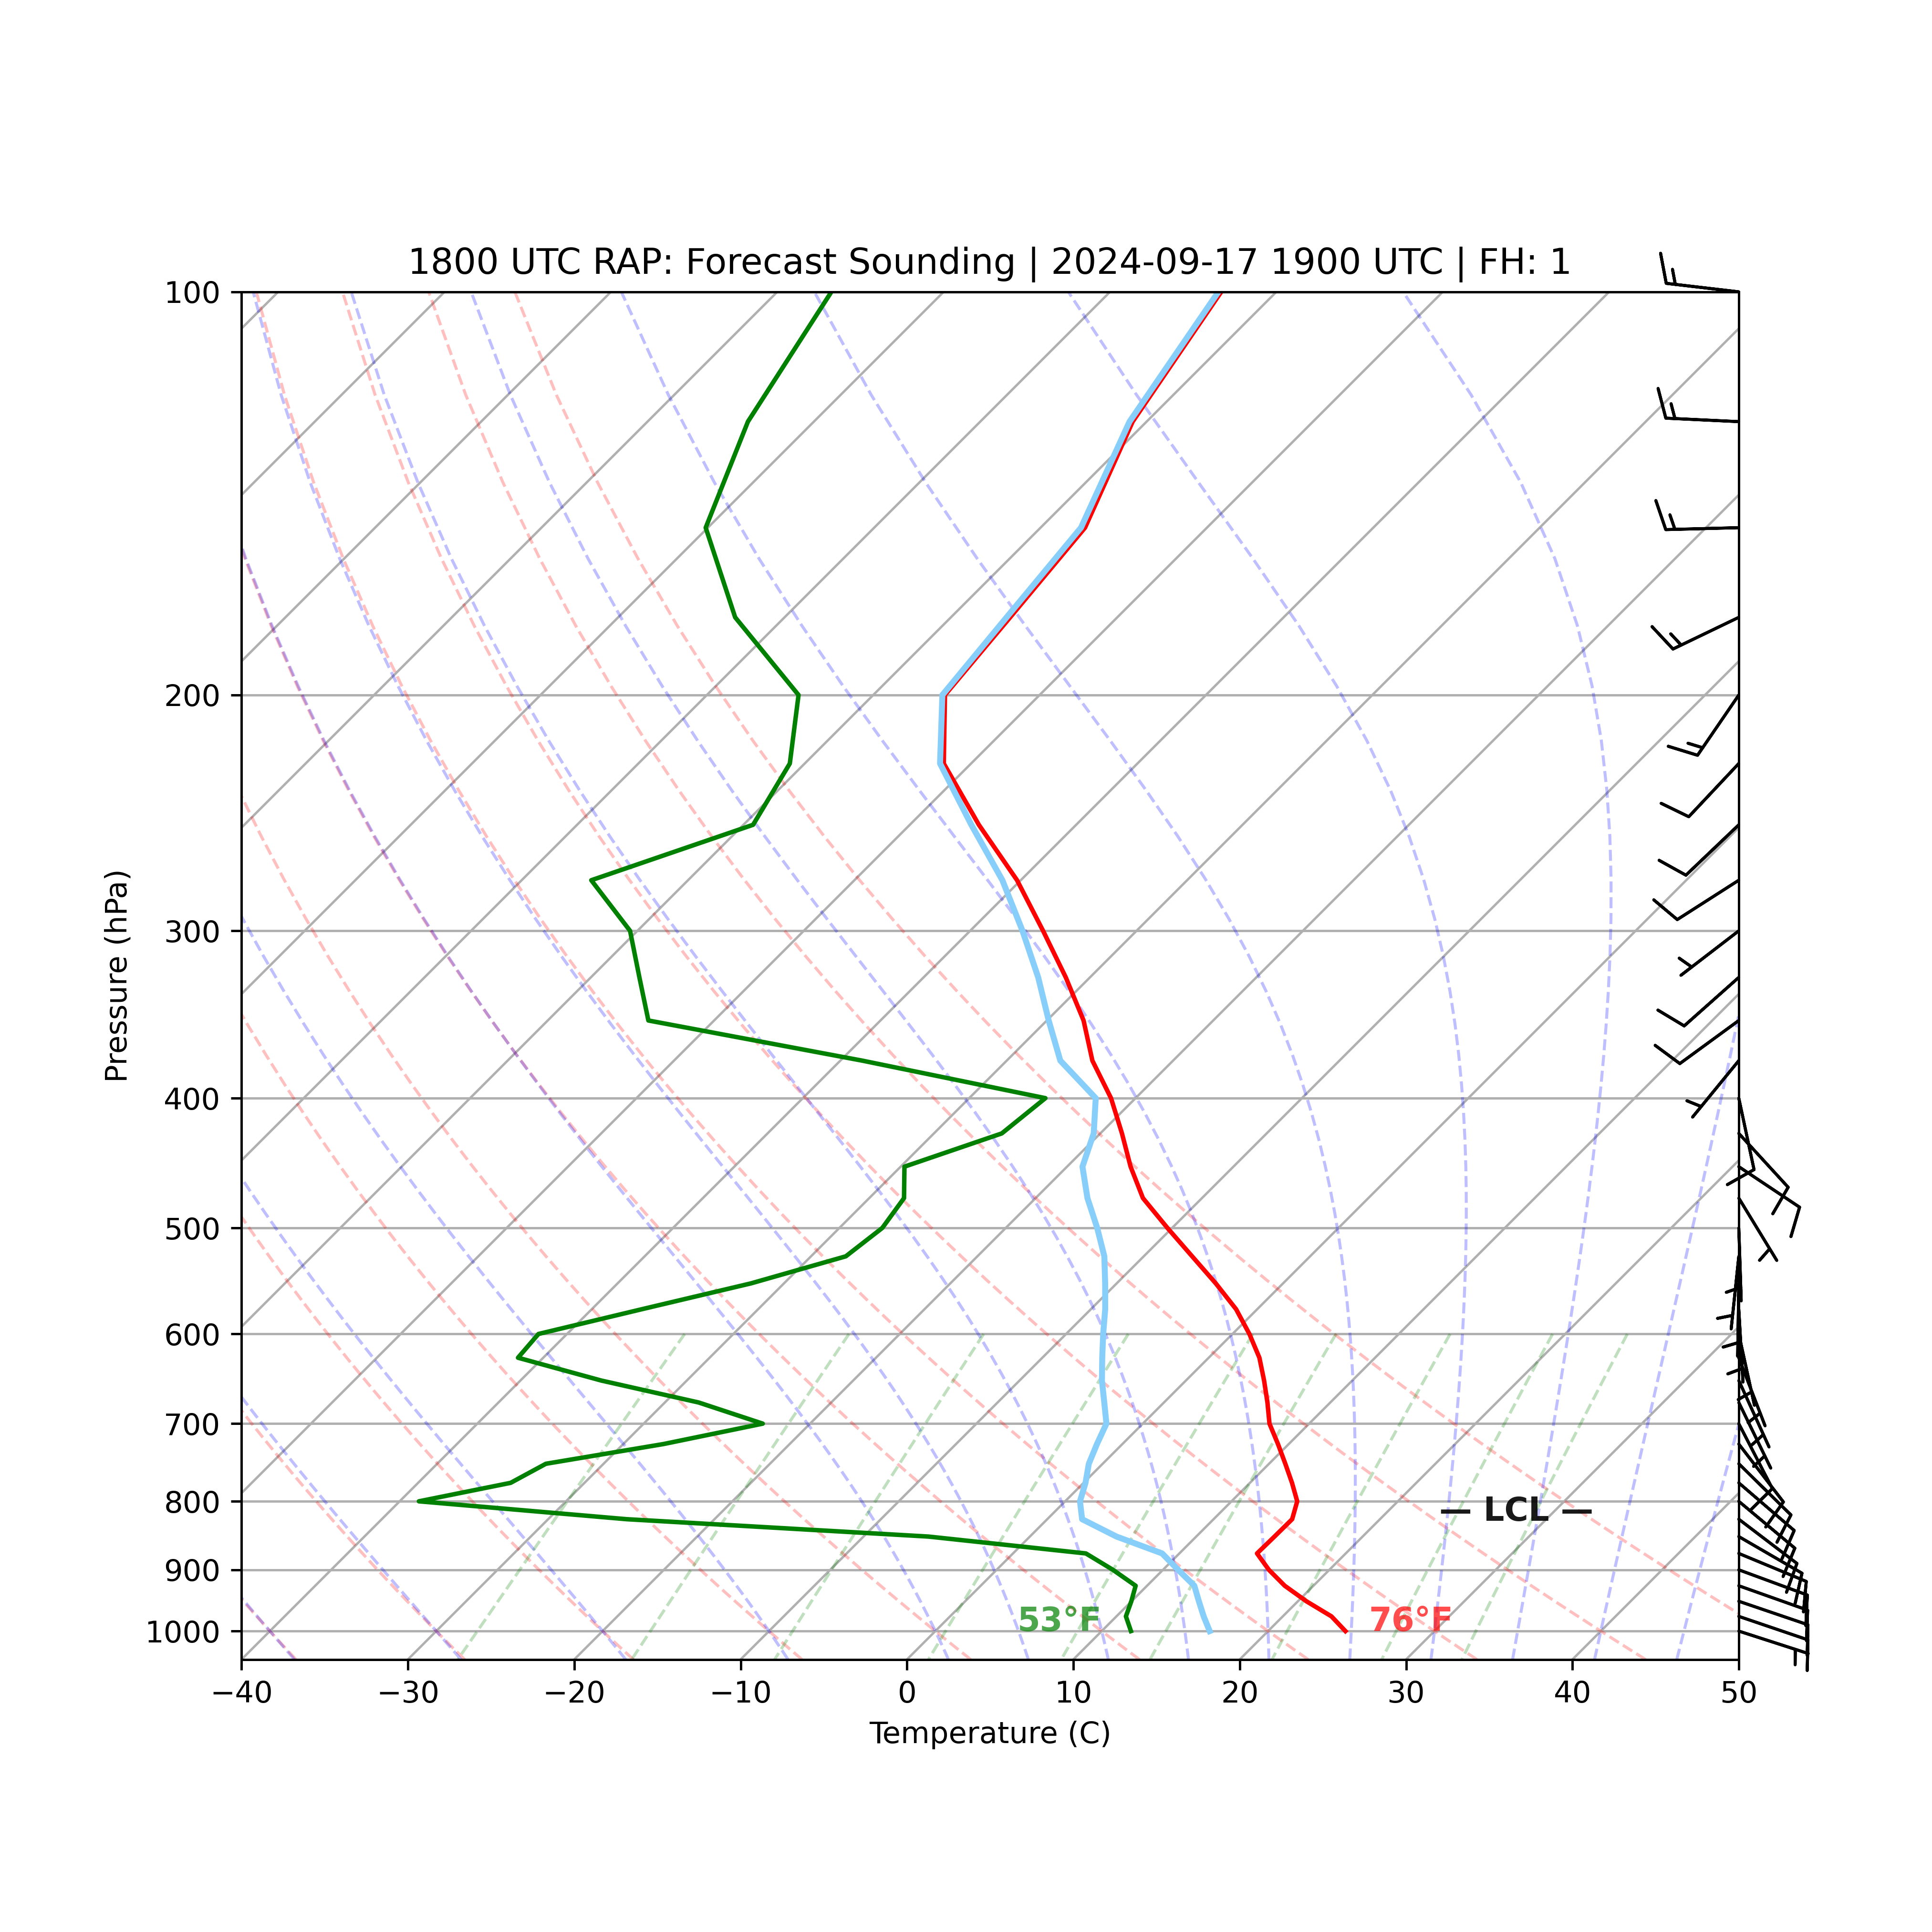 1800 UTC RAP: Forecast Sounding | 2024-09-17 1900 UTC | FH: 1
100
200
300
400
500
600
700
800
900
1000
Pressure (hPa)
— LCL —
53°F
76°F
−40 −30 −20 −10 0 10 20 30 40 50
Temperature (C)